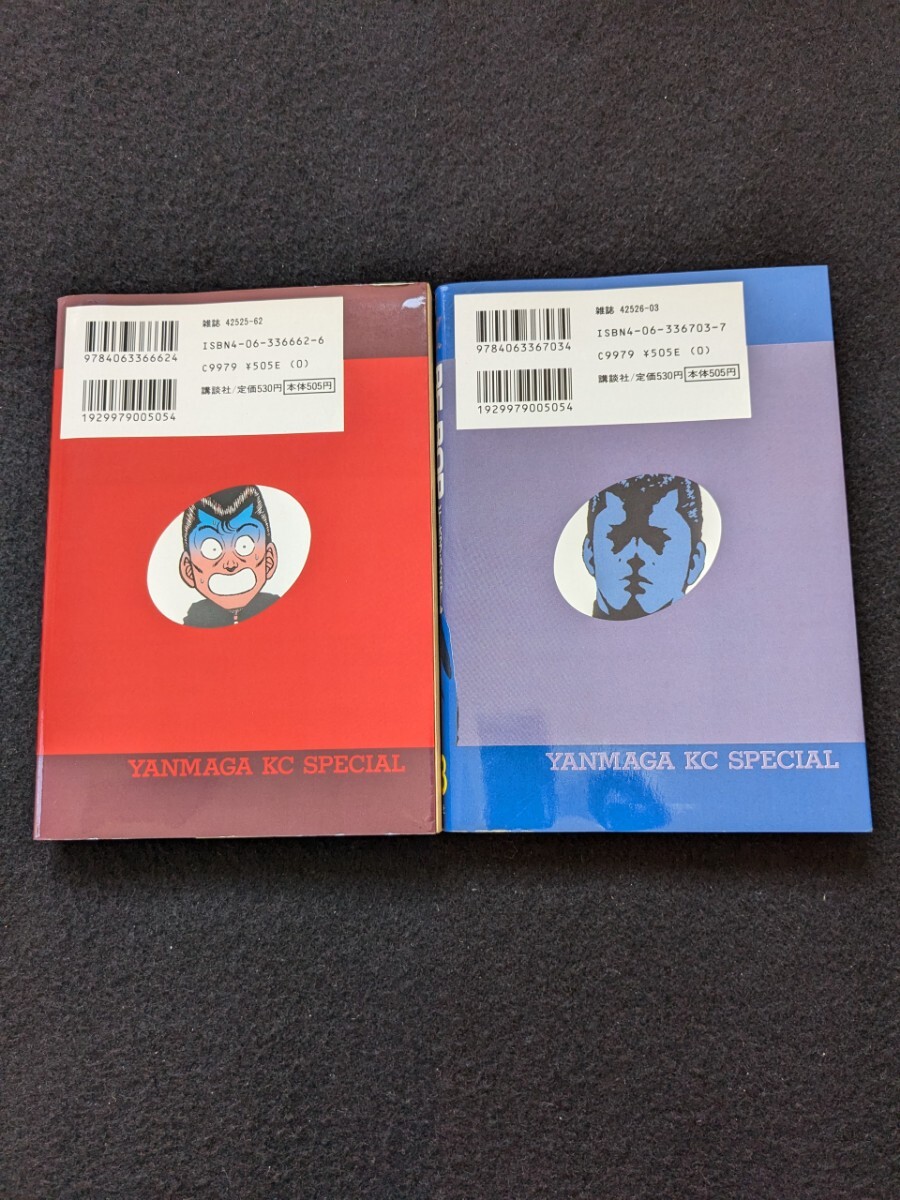 雑誌 42525-62
ISBN4-06-336662-6
9784063366624
C9979 ¥505E (0)
講談社/定価530円 本体505円
1929979005054
YANMAGA KC SPECIAL
雑誌 42526-03
ISBN4-06-336703-7
9784063367034
C9979 ¥505E (0)
講談社/定価530円 本体505円
1929979005054
YANMAGA KC SPECIAL
BE-BOP